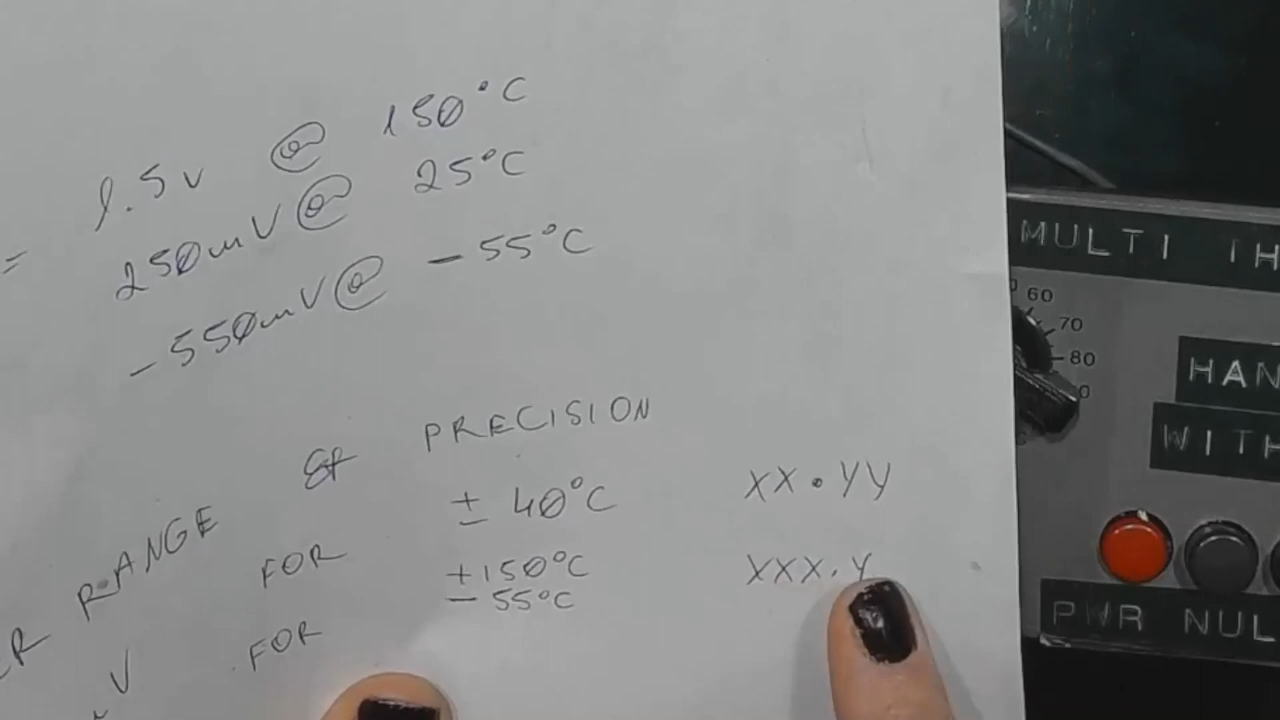 = 1.5V @ 150°C
250mV @ 25°C
-550mV @ -55°C
RANGE & PRECISION
FOR ± 40°C XX.YY
V FOR +150°C -55°C XXX.Y
MULTI
60
70
80
0
HAN
WITH
PWR NUL